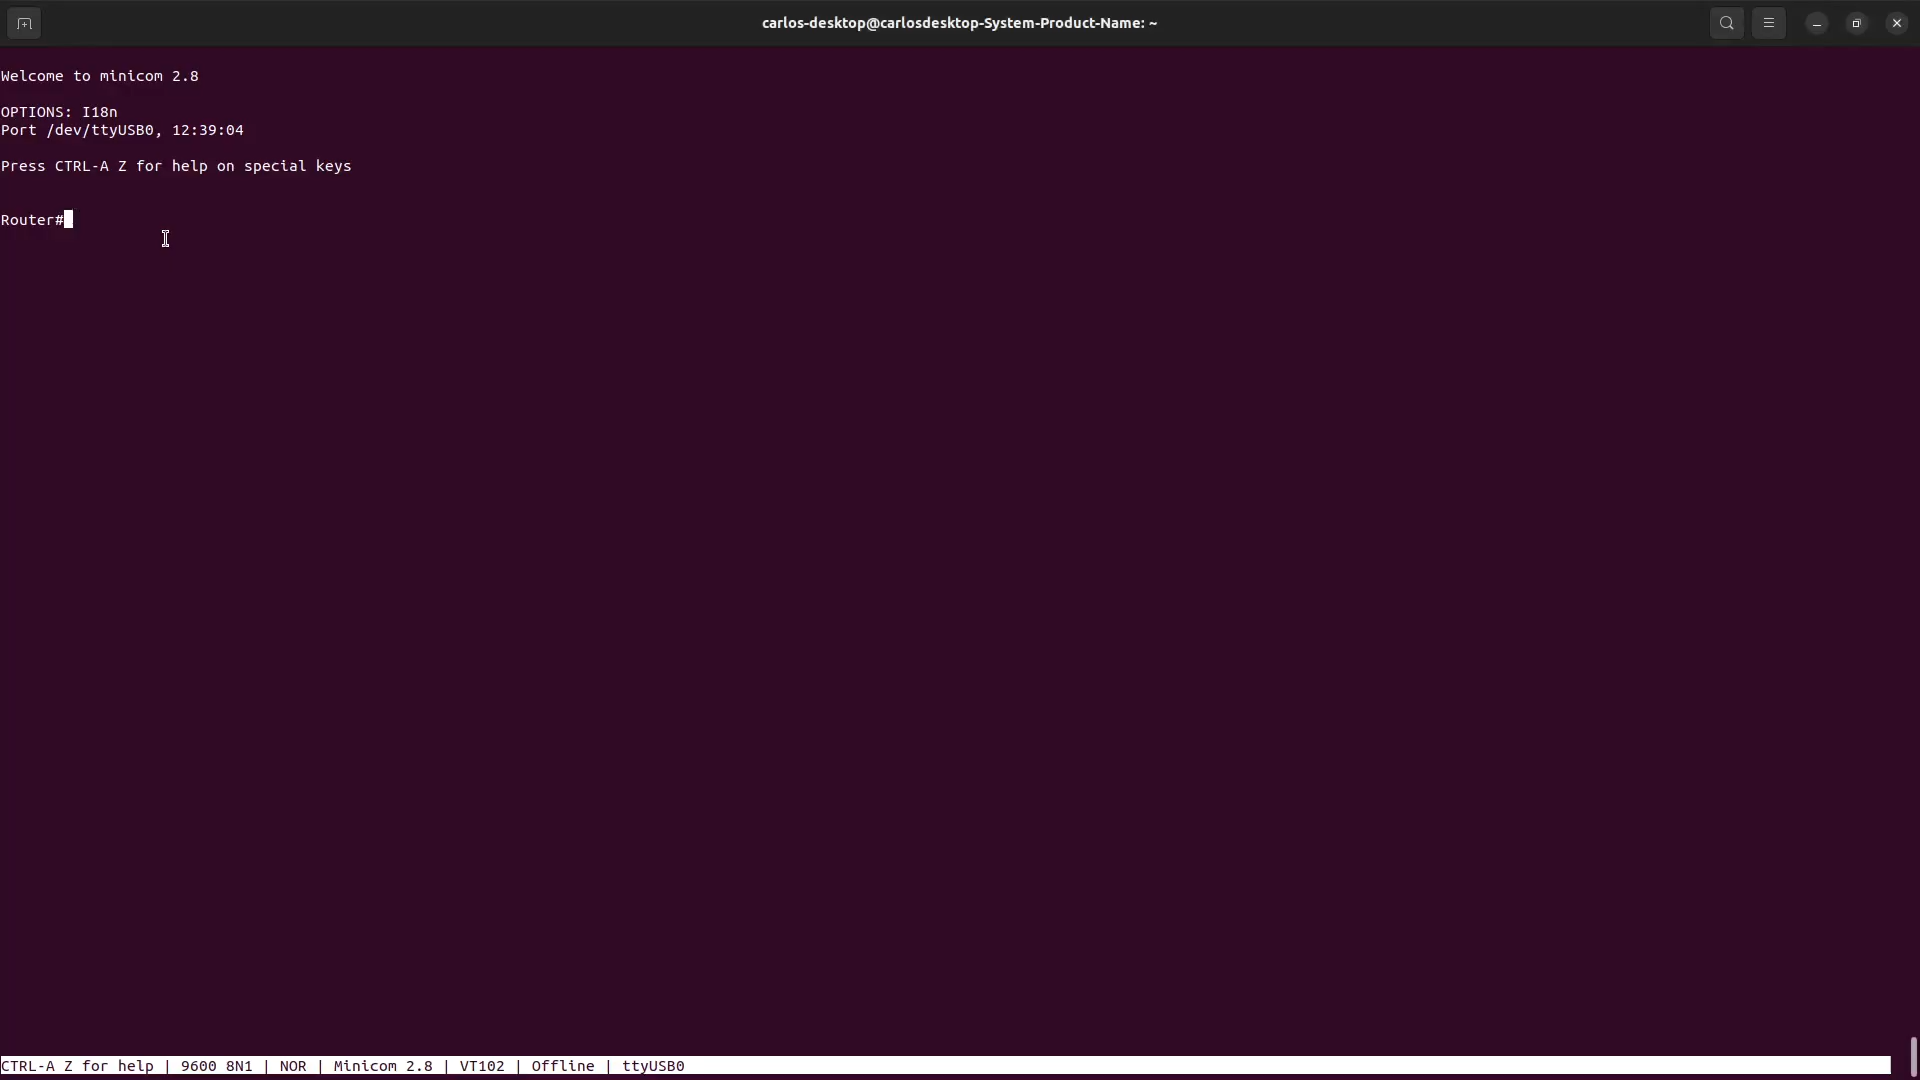 carlos-desktop@carlosdesktop-System-Product-Name: ~
Welcome to minicom 2.8
OPTIONS: I18n
Port /dev/ttyUSB0, 12:39:04
Press CTRL-A Z for help on special keys
Router#
CTRL-A Z for help | 9600 8N1 | NOR | Minicom 2.8 | VT102 | Offline | ttyUSB0